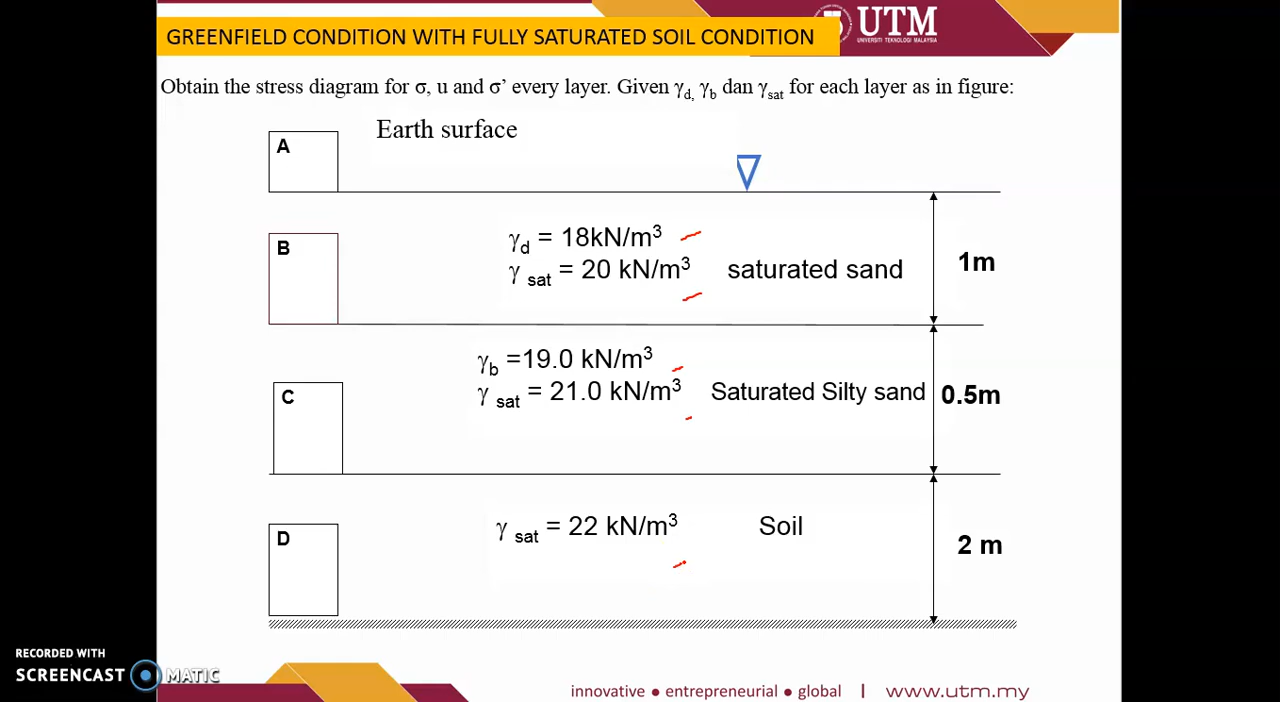 UTM
UNIVERSITI TEKNOLOGI MALAYSIA
GREENFIELD CONDITION WITH FULLY SATURATED SOIL CONDITION
Obtain the stress diagram for σ, u and σ’ every layer. Given γd, γb dan γsat for each layer as in figure:
A
Earth surface
B
γd = 18kN/m³
γ sat = 20 kN/m³ saturated sand
1m
C
γb =19.0 kN/m³
γ sat = 21.0 kN/m³ Saturated Silty sand
0.5m
D
γ sat = 22 kN/m³ Soil
2 m
RECORDED WITH
SCREENCAST MATIC
innovative ● entrepreneurial ● global | www.utm.my